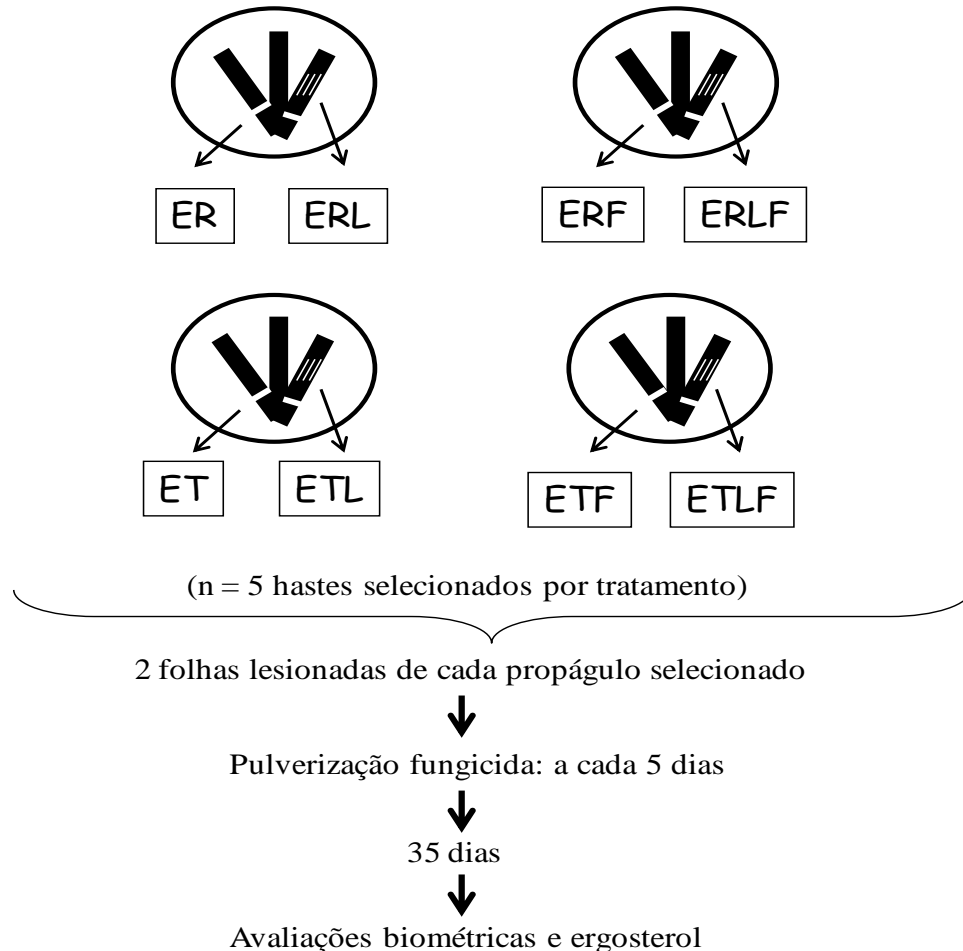 ER ERL ERF ERLF
ET ETL ETF ETLF
(n = 5 hastes selecionados por tratamento)
2 folhas lesionadas de cada propágulo selecionado
Pulverização fungicida: a cada 5 dias
35 dias
Avaliações biométricas e ergosterol